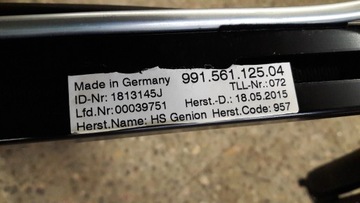 Made in Germany 991.561.125.04
ID-Nr: 1813145J TLL-Nr.: 072
Lfd.Nr: 00039751 Herst.-D.: 18.05.2015
Herst.Name: HS Genion Herst.Code: 957